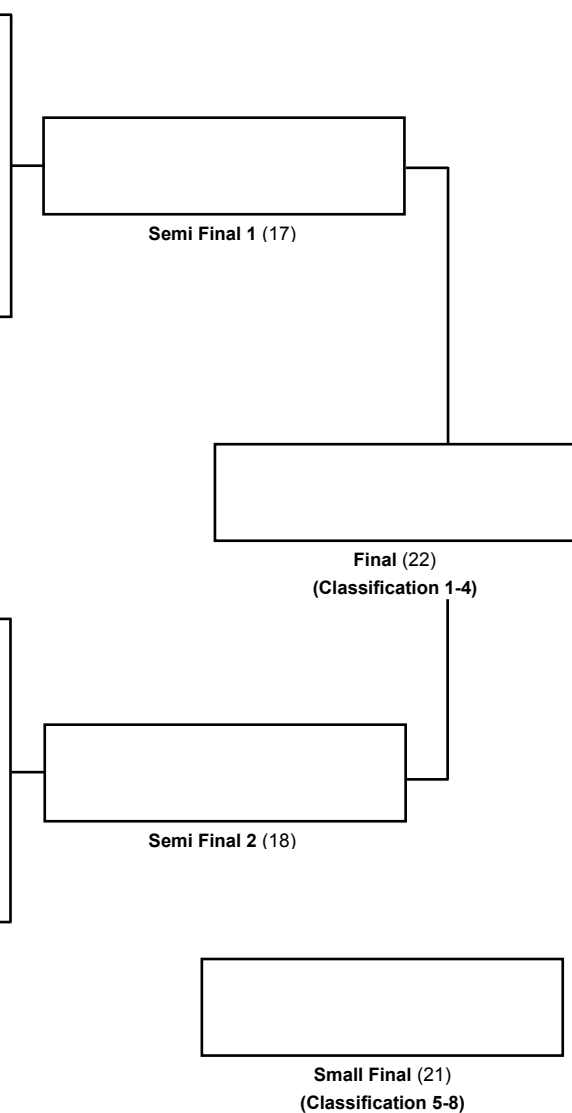 Semi Final 1 (17)
Final (22)
(Classification 1-4)
Semi Final 2 (18)
Small Final (21)
(Classification 5-8)